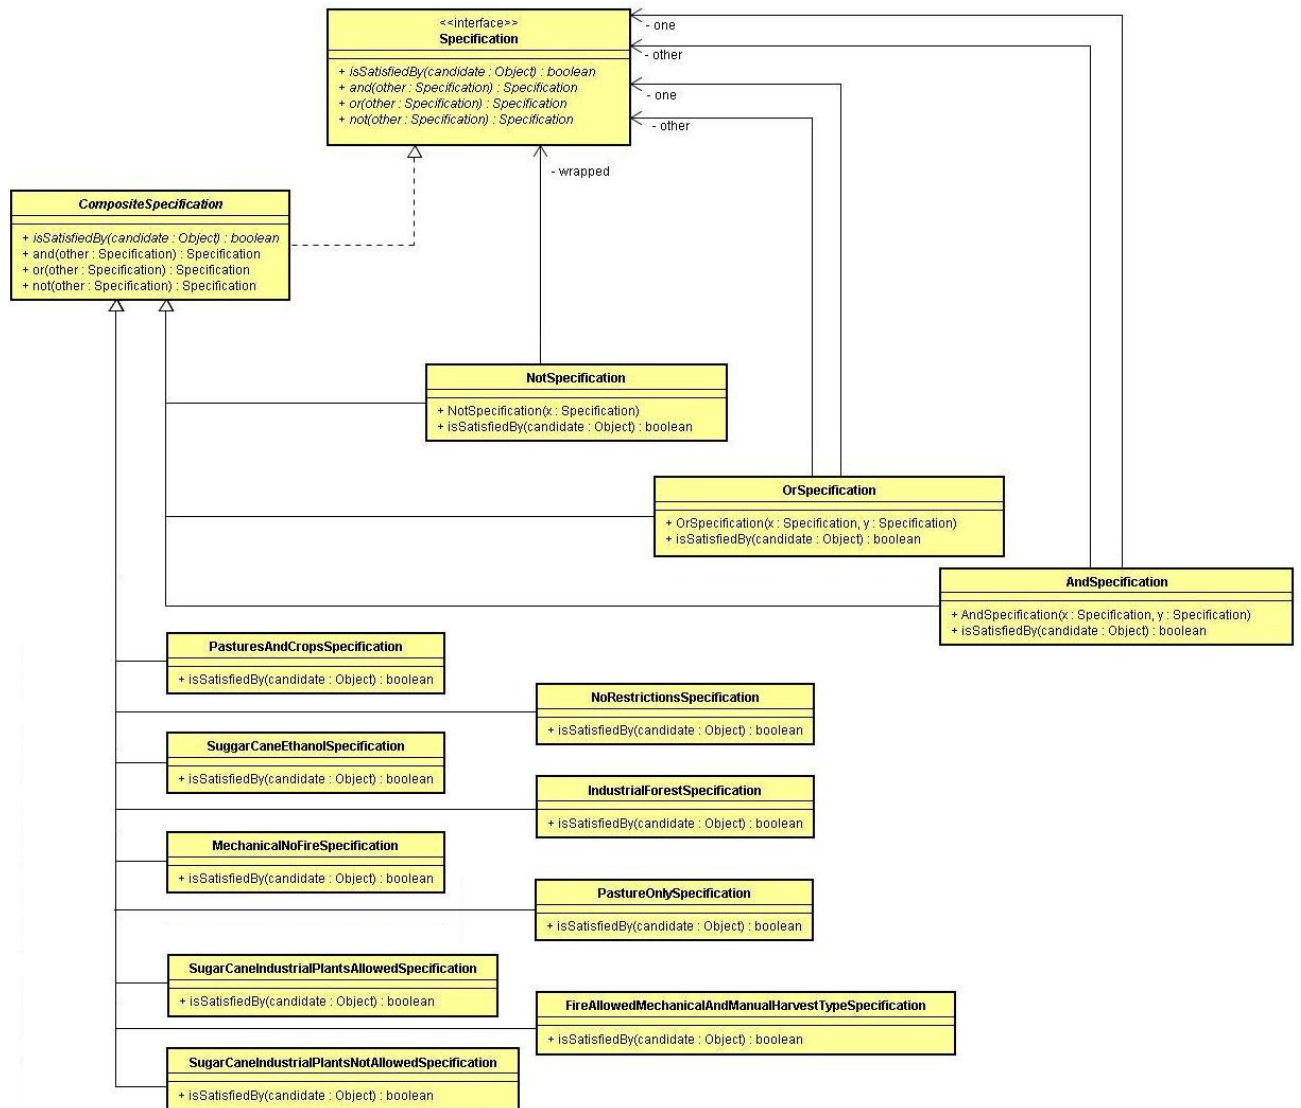 <<interface>>
Specification
+ isSatisfiedBy(candidate : Object) : boolean
+ and(other : Specification) : Specification
+ or(other : Specification) : Specification
+ not(other : Specification) : Specification
- one
- other
- one
- other
- wrapped
CompositeSpecification
+ isSatisfiedBy(candidate : Object) : boolean
+ and(other : Specification) : Specification
+ or(other : Specification) : Specification
+ not(other : Specification) : Specification
NotSpecification
+ NotSpecification(x : Specification)
+ isSatisfiedBy(candidate : Object) : boolean
OrSpecification
+ OrSpecification(x : Specification, y : Specification)
+ isSatisfiedBy(candidate : Object) : boolean
AndSpecification
+ AndSpecification(x : Specification, y : Specification)
+ isSatisfiedBy(candidate : Object) : boolean
PasturesAndCropsSpecification
+ isSatisfiedBy(candidate : Object) : boolean
NoRestrictionsSpecification
+ isSatisfiedBy(candidate : Object) : boolean
SuggarCaneEthanolSpecification
+ isSatisfiedBy(candidate : Object) : boolean
IndustrialForestSpecification
+ isSatisfiedBy(candidate : Object) : boolean
MechanicalNoFireSpecification
+ isSatisfiedBy(candidate : Object) : boolean
PastureOnlySpecification
+ isSatisfiedBy(candidate : Object) : boolean
SugarCaneIndustrialPlantsAllowedSpecification
+ isSatisfiedBy(candidate : Object) : boolean
FireAllowedMechanicalAndManualHarvestTypeSpecification
+ isSatisfiedBy(candidate : Object) : boolean
SugarCaneIndustrialPlantsNotAllowedSpecification
+ isSatisfiedBy(candidate : Object) : boolean